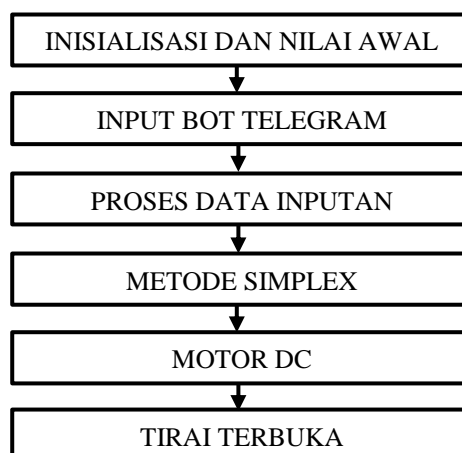 INISIALISASI DAN NILAI AWAL
INPUT BOT TELEGRAM
PROSES DATA INPUTAN
METODE SIMPLEX
MOTOR DC
TIRAI TERBUKA